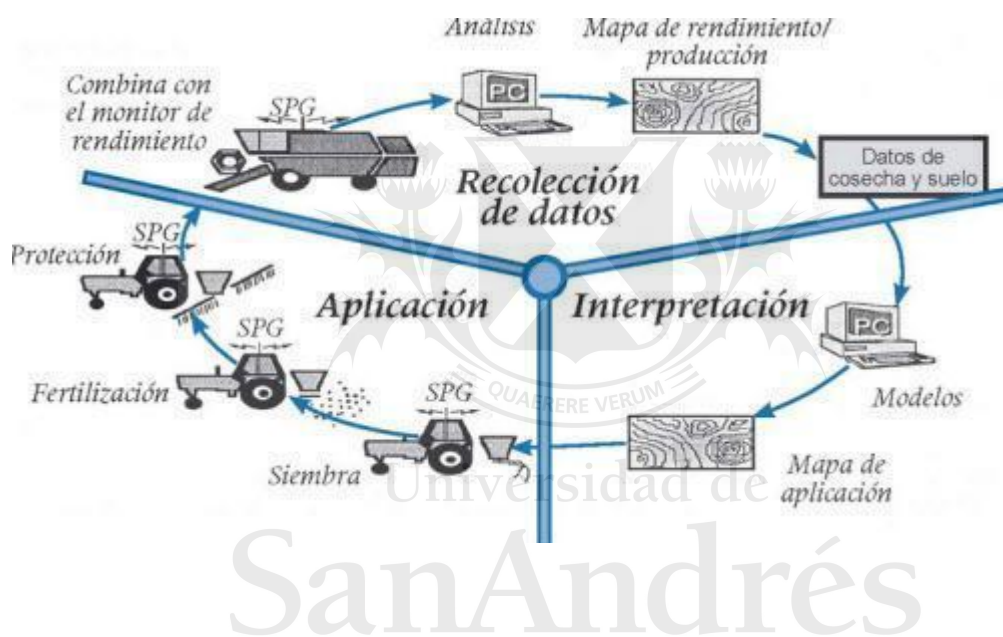 Análisis
Mapa de rendimiento/
producción
Combina con
el monitor de
rendimiento
SPG
PC
Datos de
cosecha y suelo
Recolección
de datos
Protección
SPG
Aplicación
Interpretación
PC
SPG
Fertilización
QUAERERE VERUM
SPG
Modelos
Siembra
Mapa de
aplicación
Universidad de
SanAndrés